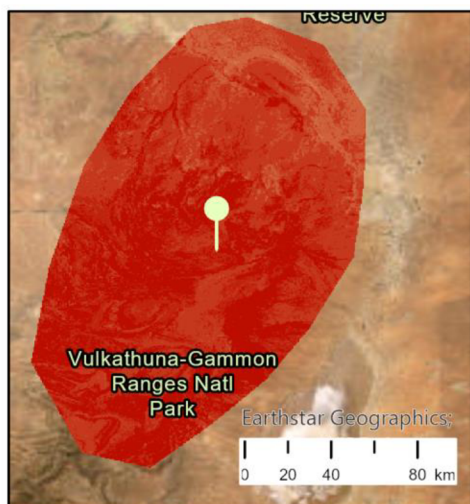 Reserve
Vulkathuna-Gammon
Ranges Natl
Park
Earthstar Geographics;
0 20 40 80 km